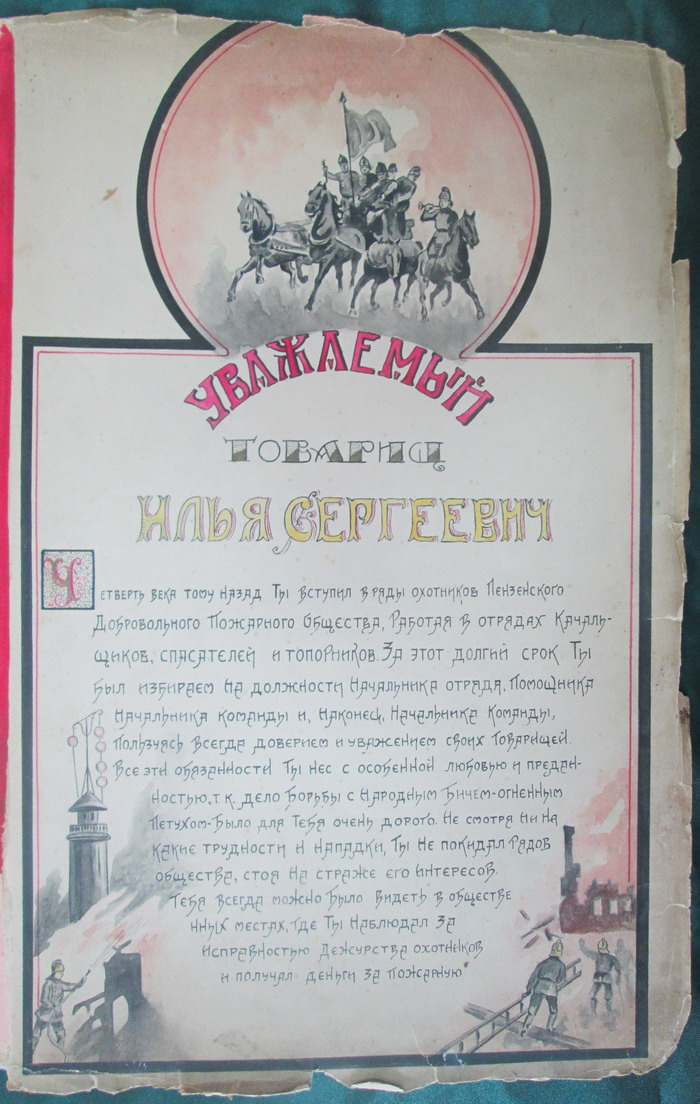 Уважаемый
Товарищ
Илья Сергеевич
Четверть века тому назад Ты вступил в ряды охотников Пензенского
Добровольного Пожарного Общества, Работая в отрядах Качаль-
щиков, спасателей и топорников. За этот долгий срок Ты
был избираем на должности Начальника отряда, Помощника
Начальника команды и, наконец, Начальника Команды,
пользуясь всегда доверием и уважением своих Товарищей.
Все эти обязанности Ты нес с особенной любовью и предан-
ностью, т.к. дело борьбы с Народным Бичем-огненным
Петухом-было для Тебя очень дорого. Не смотря ни на
какие трудности и нападки, Ты не покидал рядов
общества, стоя на страже его интересов.
Тебя всегда можно было видеть в обществе
нных местах, где Ты наблюдал за
исправностью дежурства охотников
и получал деньги за пожарную